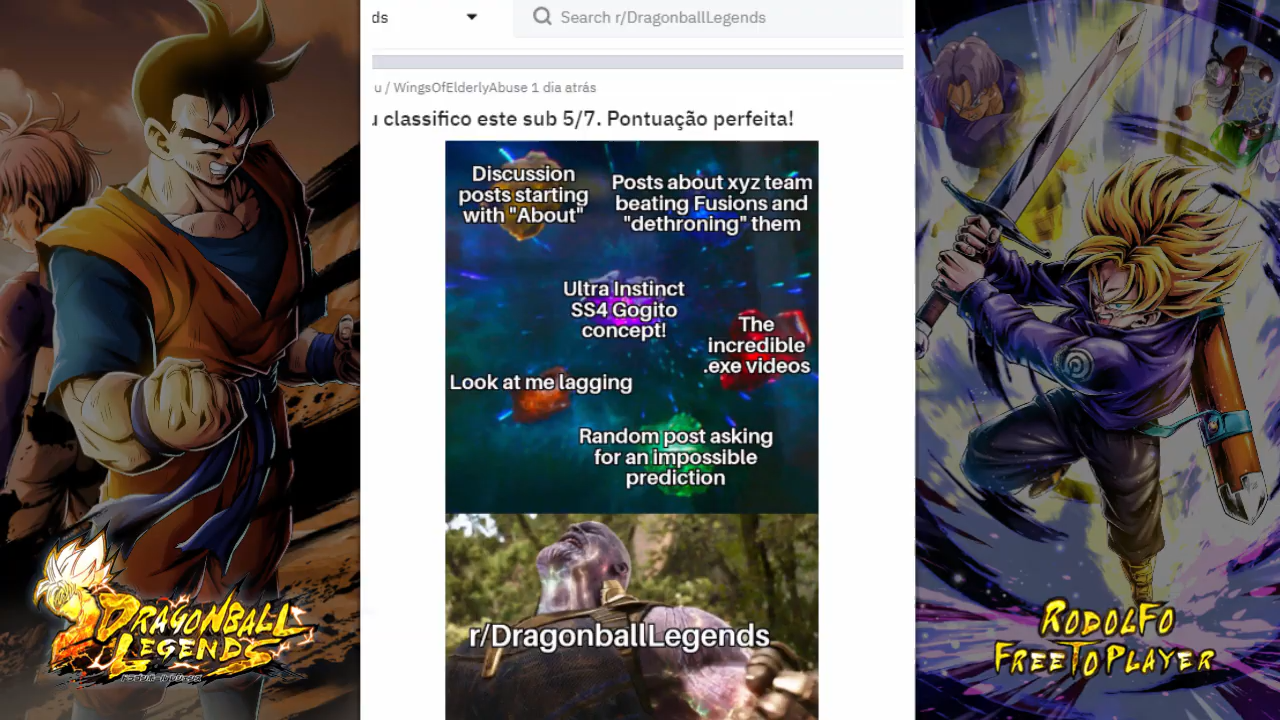 ds
Search r/DragonballLegends
u / WingsOfElderlyAbuse 1 dia atrás
u classifico este sub 5/7. Pontuação perfeita!
Discussion
posts starting
with "About"
Posts about xyz team
beating Fusions and
"dethroning" them
Ultra Instinct
SS4 Gogito
concept!
The
incredible
.exe videos
Look at me lagging
Random post asking
for an impossible
prediction
r/DragonballLegends
DRAGONBALL
LEGENDS
RODOLFO
FREETOPLAYER